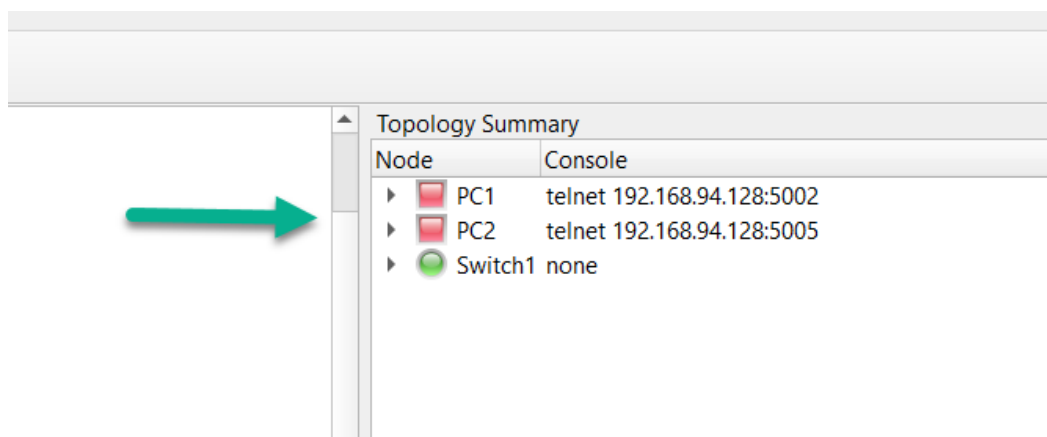 Topology Summary
Node Console
PC1 telnet 192.168.94.128:5002
PC2 telnet 192.168.94.128:5005
Switch1 none